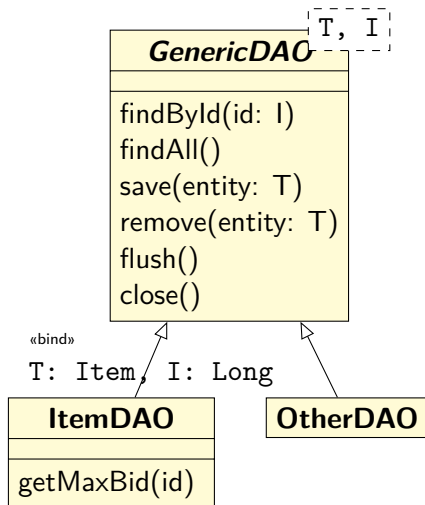 T, I
GenericDAO
findById(id: I)
findAll()
save(entity: T)
remove(entity: T)
flush()
close()
«bind»
T: Item, I: Long
ItemDAO
getMaxBid(id)
OtherDAO